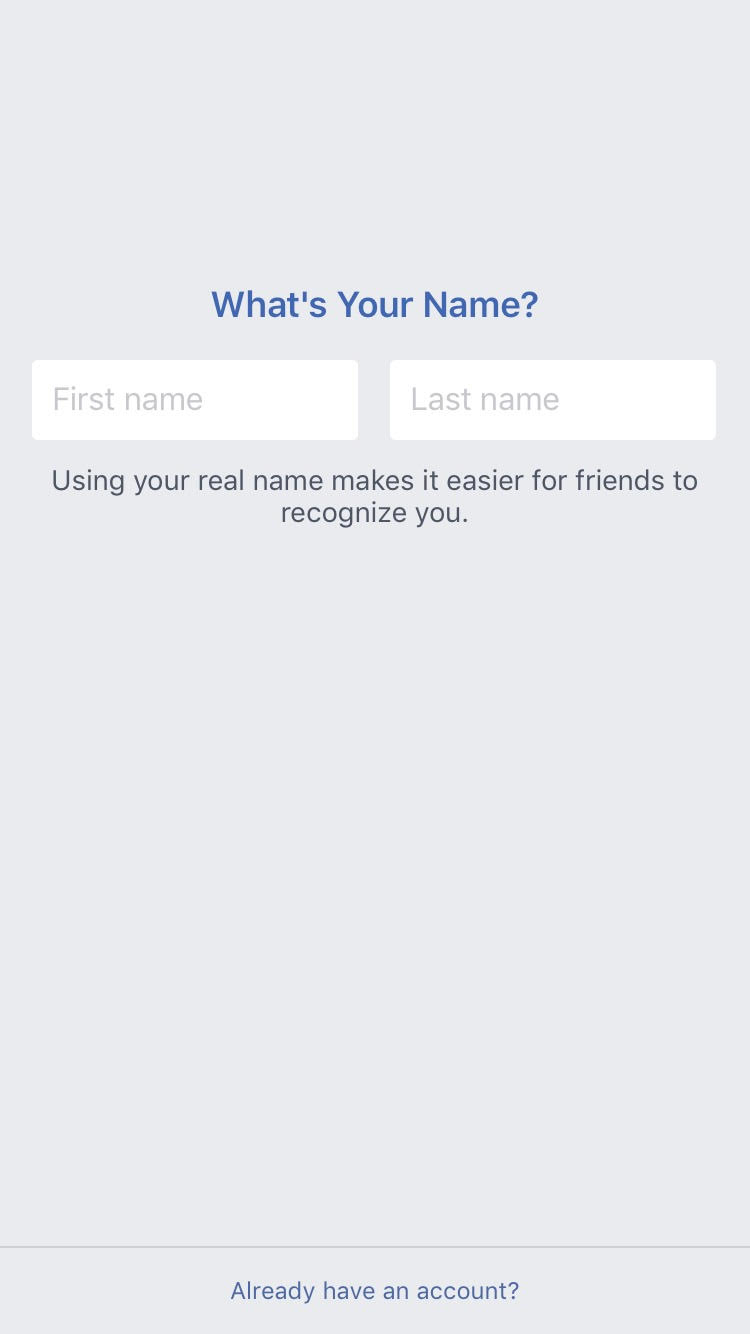 What's Your Name?
First name
Last name
Using your real name makes it easier for friends to
recognize you.
Already have an account?